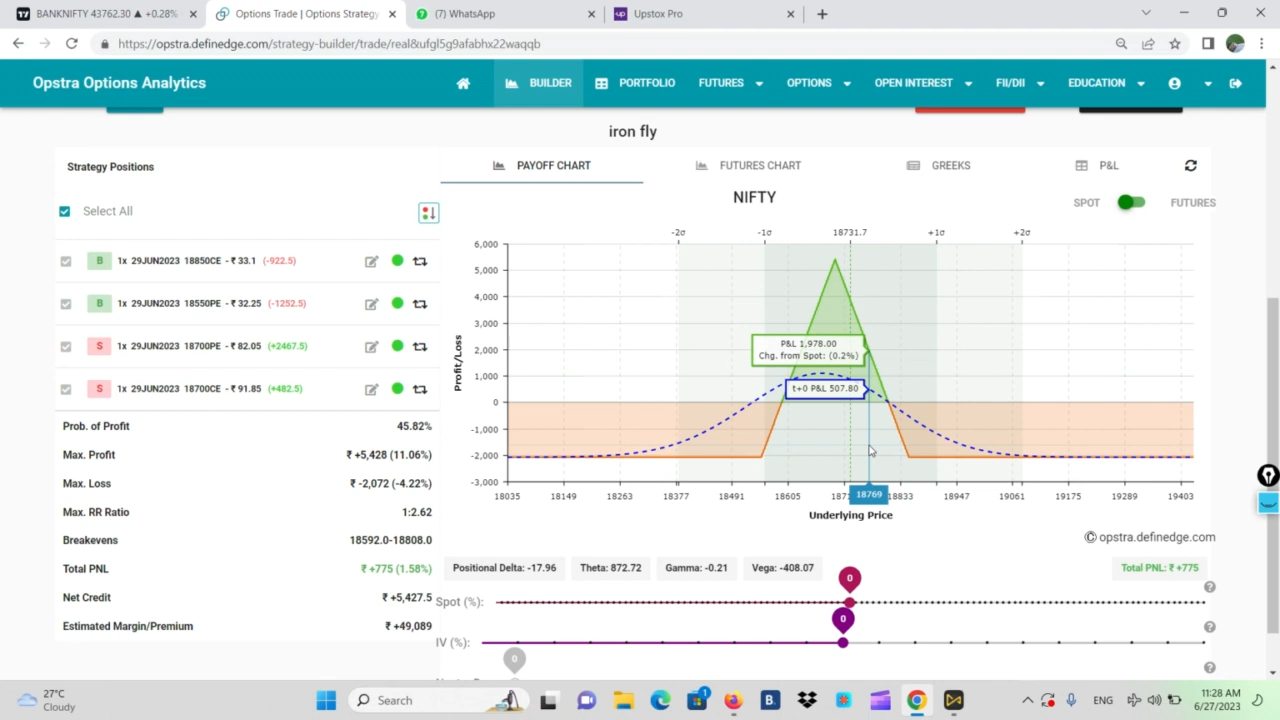 BANKNIFTY 43762.30 ▲ +0.28%
Options Trade | Options Strategy
(7) WhatsApp
Upstox Pro
https://opstra.definedge.com/strategy-builder/trade/real&ufgl5g9afabhx22waqqb
Opstra Options Analytics
BUILDER
PORTFOLIO
FUTURES
OPTIONS
OPEN INTEREST
FII/DII
EDUCATION
iron fly
Strategy Positions
Select All
B 1x 29JUN2023 18850CE - ₹ 33.1 (-922.5)
B 1x 29JUN2023 18550PE - ₹ 32.25 (-1252.5)
S 1x 29JUN2023 18700PE - ₹ 82.05 (+2467.5)
S 1x 29JUN2023 18700CE - ₹ 91.85 (+482.5)
Prob. of Profit 45.82%
Max. Profit ₹ +5,428 (11.06%)
Max. Loss ₹ -2,072 (-4.22%)
Max. RR Ratio 1:2.62
Breakevens 18592.0-18808.0
Total PNL ₹ +775 (1.58%)
Net Credit ₹ +5,427.5
Estimated Margin/Premium ₹ +49,089
PAYOFF CHART
FUTURES CHART
GREEKS
P&L
NIFTY
SPOT
FUTURES
-2σ -1σ 18731.7 +1σ +2σ
6,000
5,000
4,000
3,000
2,000
1,000
0
-1,000
-2,000
-3,000
Profit/Loss
P&L 1,978.00
Chg. from Spot: (0.2%)
t+0 P&L 507.80
18035 18149 18263 18377 18491 18605 18769 18833 18947 19061 19175 19289 19403
Underlying Price
© opstra.definedge.com
Positional Delta: -17.96
Theta: 872.72
Gamma: -0.21
Vega: -408.07
Total PNL: ₹ +775
0
Spot (%):
0
IV (%):
0
27°C
Cloudy
Search
1
B.
ENG
11:28 AM
6/27/2023